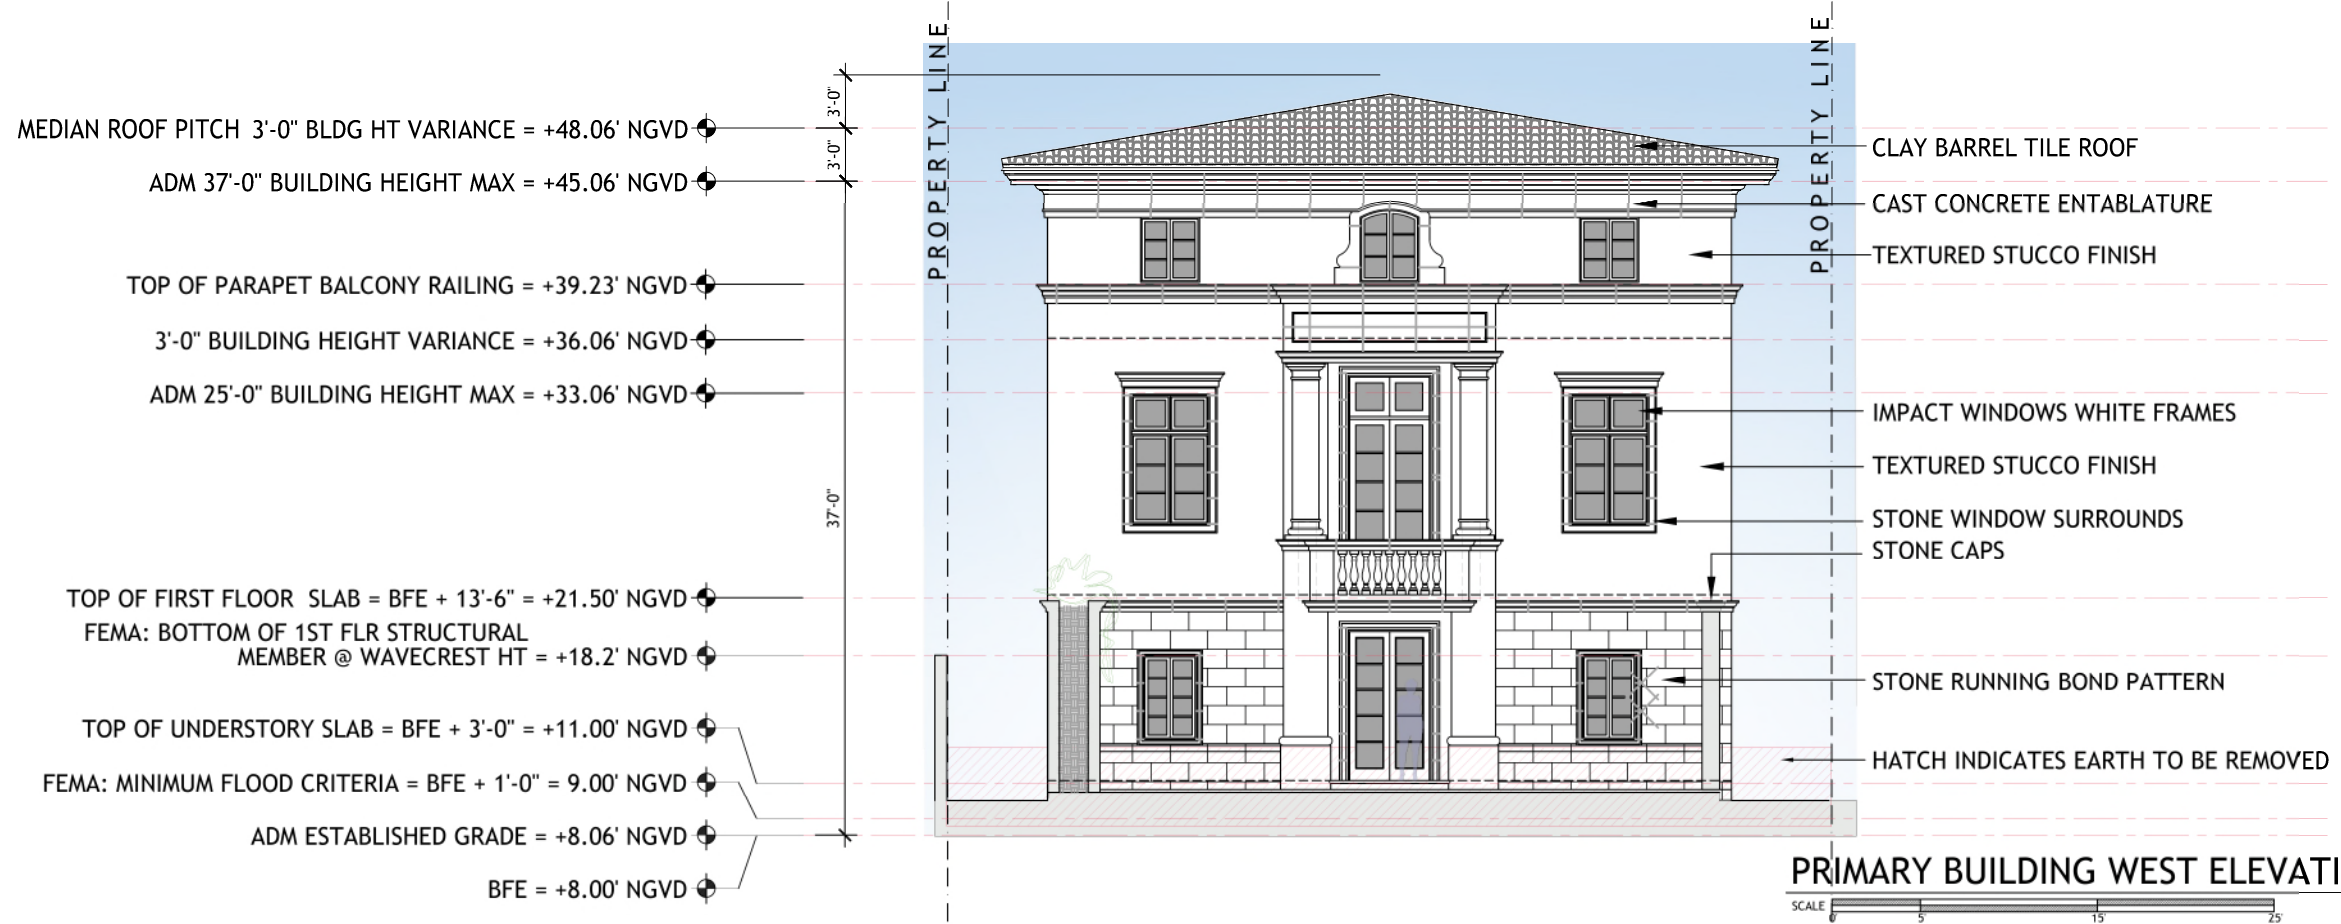 PROPERTY LINE
PROPERTY LINE
3'-0"
3'-0"
37'-0"
MEDIAN ROOF PITCH 3'-0" BLDG HT VARIANCE = +48.06' NGVD
ADM 37'-0" BUILDING HEIGHT MAX = +45.06' NGVD
TOP OF PARAPET BALCONY RAILING = +39.23' NGVD
3'-0" BUILDING HEIGHT VARIANCE = +36.06' NGVD
ADM 25'-0" BUILDING HEIGHT MAX = +33.06' NGVD
TOP OF FIRST FLOOR SLAB = BFE + 13'-6" = +21.50' NGVD
FEMA: BOTTOM OF 1ST FLR STRUCTURAL
MEMBER @ WAVECREST HT = +18.2' NGVD
TOP OF UNDERSTORY SLAB = BFE + 3'-0" = +11.00' NGVD
FEMA: MINIMUM FLOOD CRITERIA = BFE + 1'-0" = 9.00' NGVD
ADM ESTABLISHED GRADE = +8.06' NGVD
BFE = +8.00' NGVD
CLAY BARREL TILE ROOF
CAST CONCRETE ENTABLATURE
TEXTURED STUCCO FINISH
IMPACT WINDOWS WHITE FRAMES
TEXTURED STUCCO FINISH
STONE WINDOW SURROUNDS
STONE CAPS
STONE RUNNING BOND PATTERN
HATCH INDICATES EARTH TO BE REMOVED
PRIMARY BUILDING WEST ELEVATI
SCALE
0' 5' 15' 25'